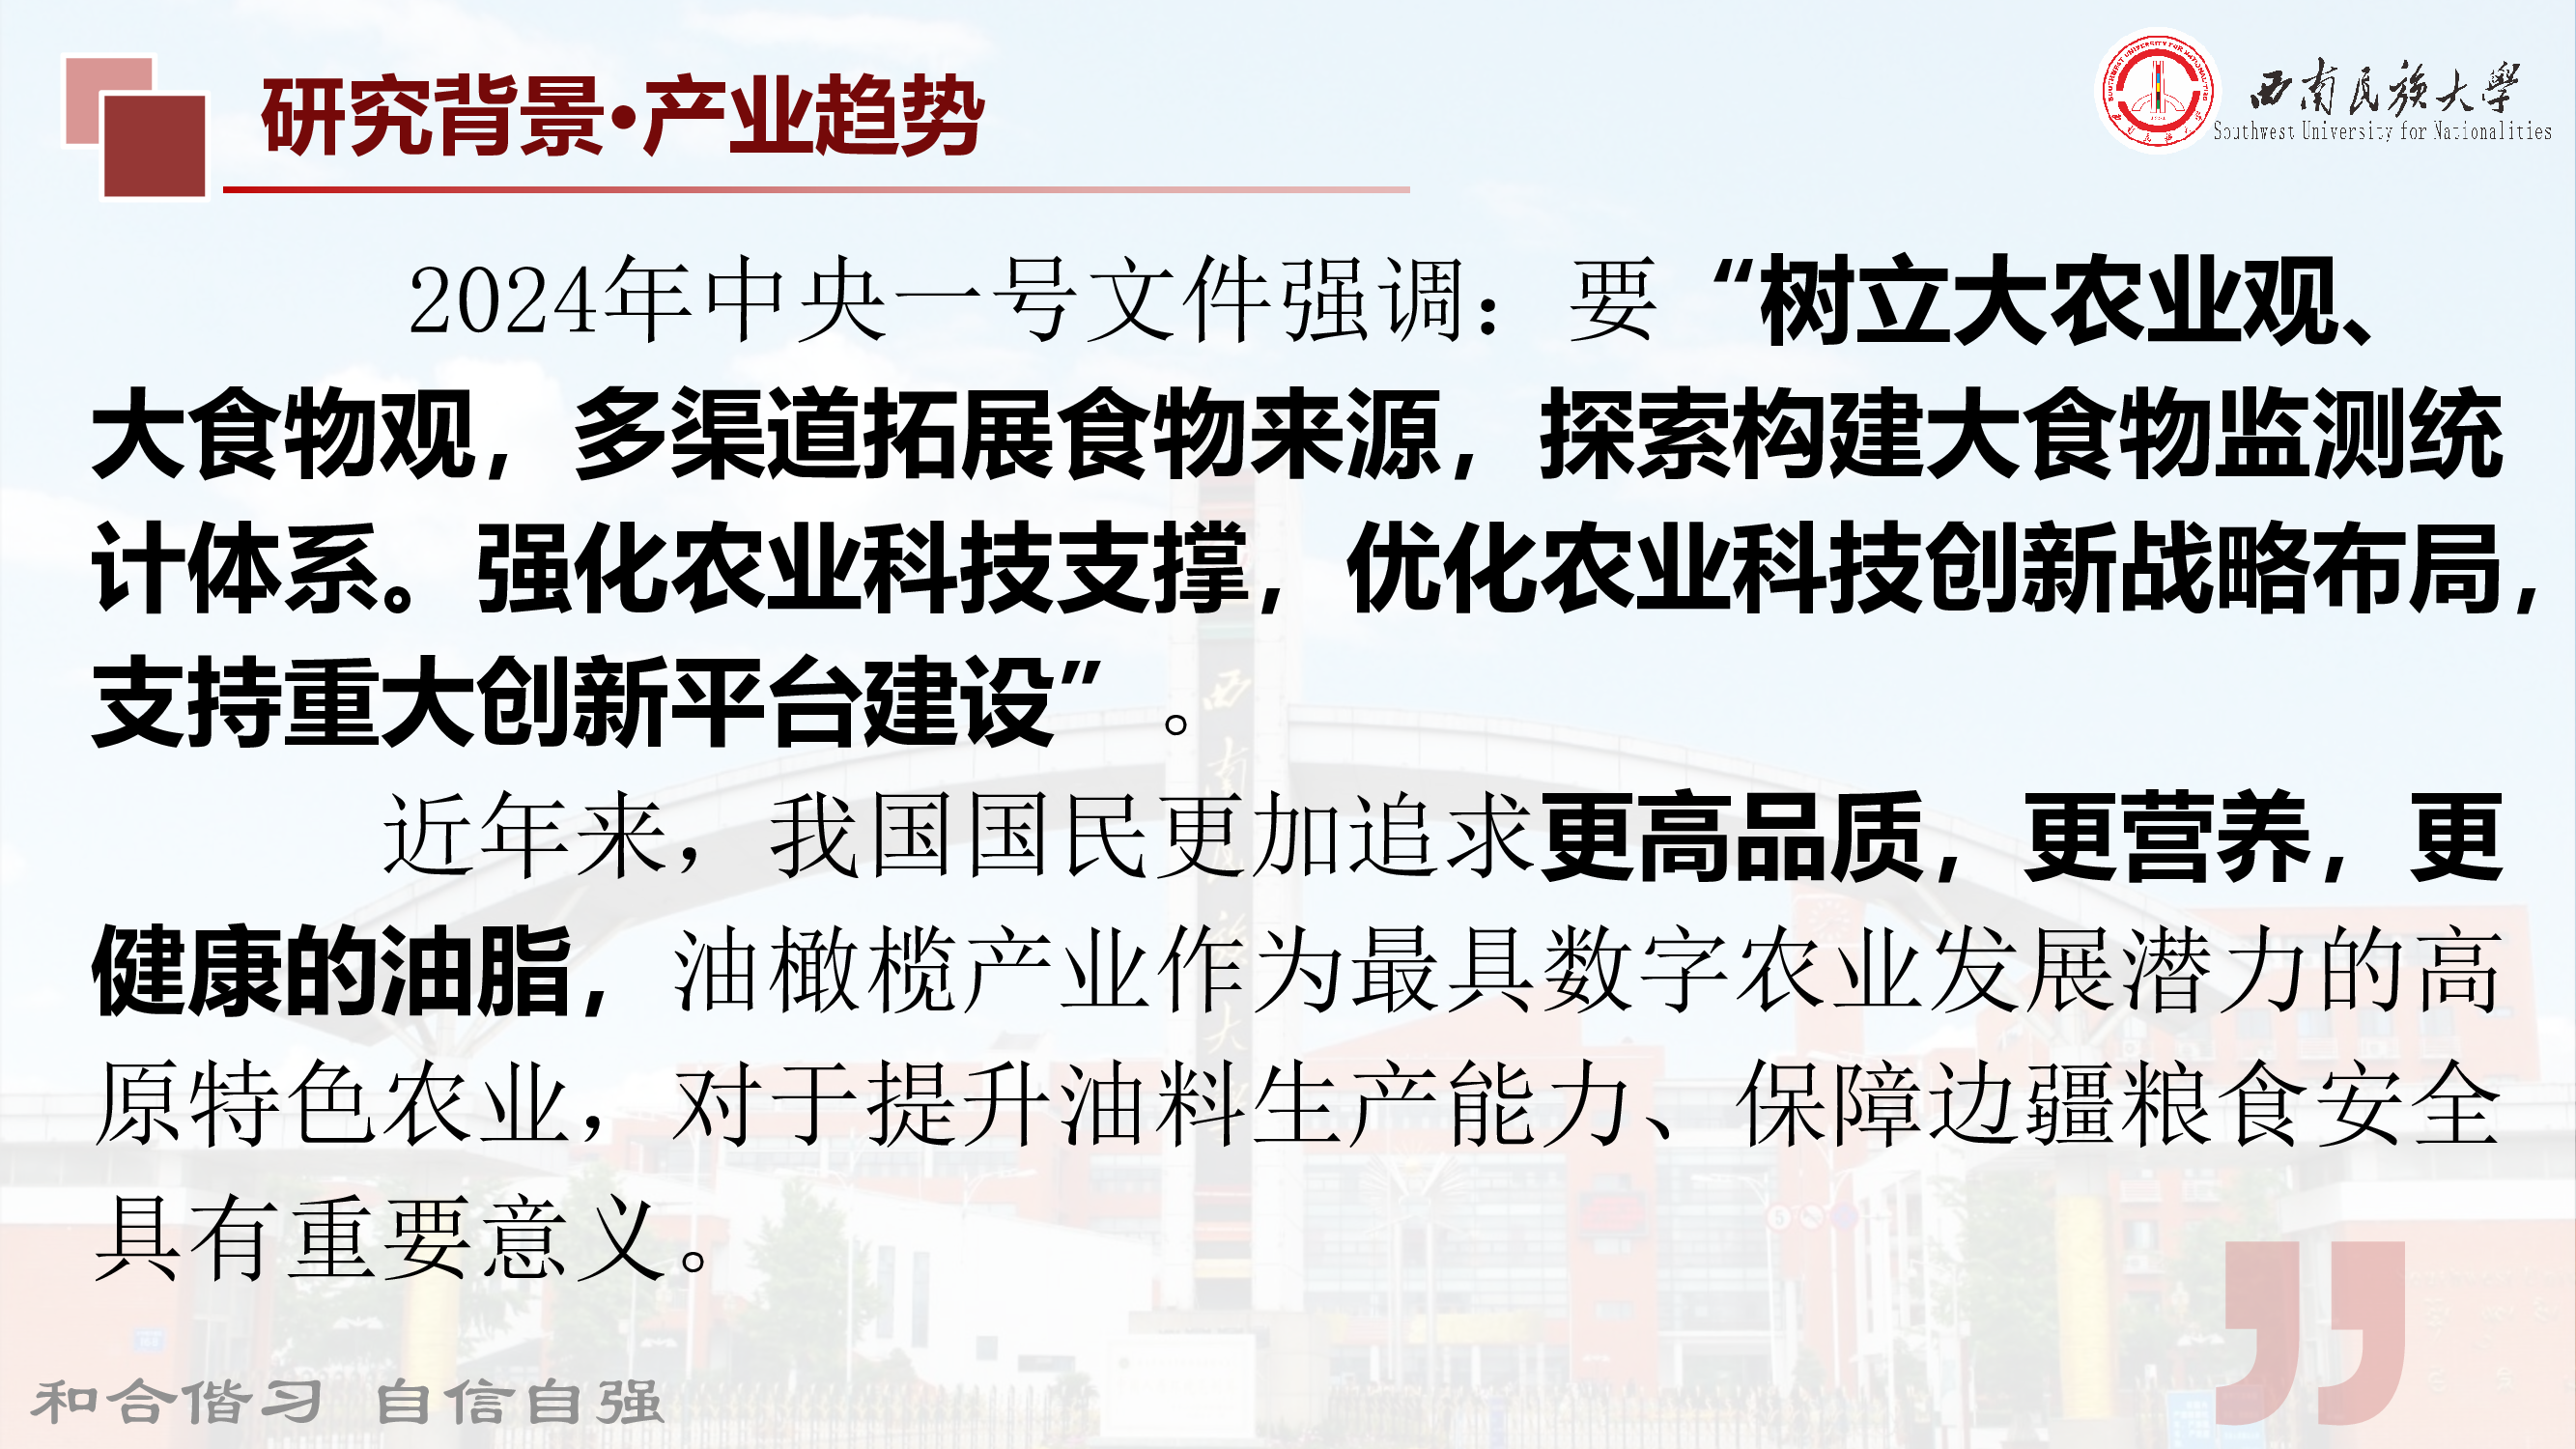 研究背景·产业趋势
西南民族大学
Southwest University for Nationalities
2024年中央一号文件强调：要“树立大农业观、
大食物观，多渠道拓展食物来源，探索构建大食物监测统
计体系。强化农业科技支撑，优化农业科技创新战略布局，
支持重大创新平台建设”。
近年来，我国国民更加追求更高品质，更营养，更
健康的油脂，油橄榄产业作为最具数字农业发展潜力的高
原特色农业，对于提升油料生产能力、保障边疆粮食安全
具有重要意义。
和合偕习 自信自强